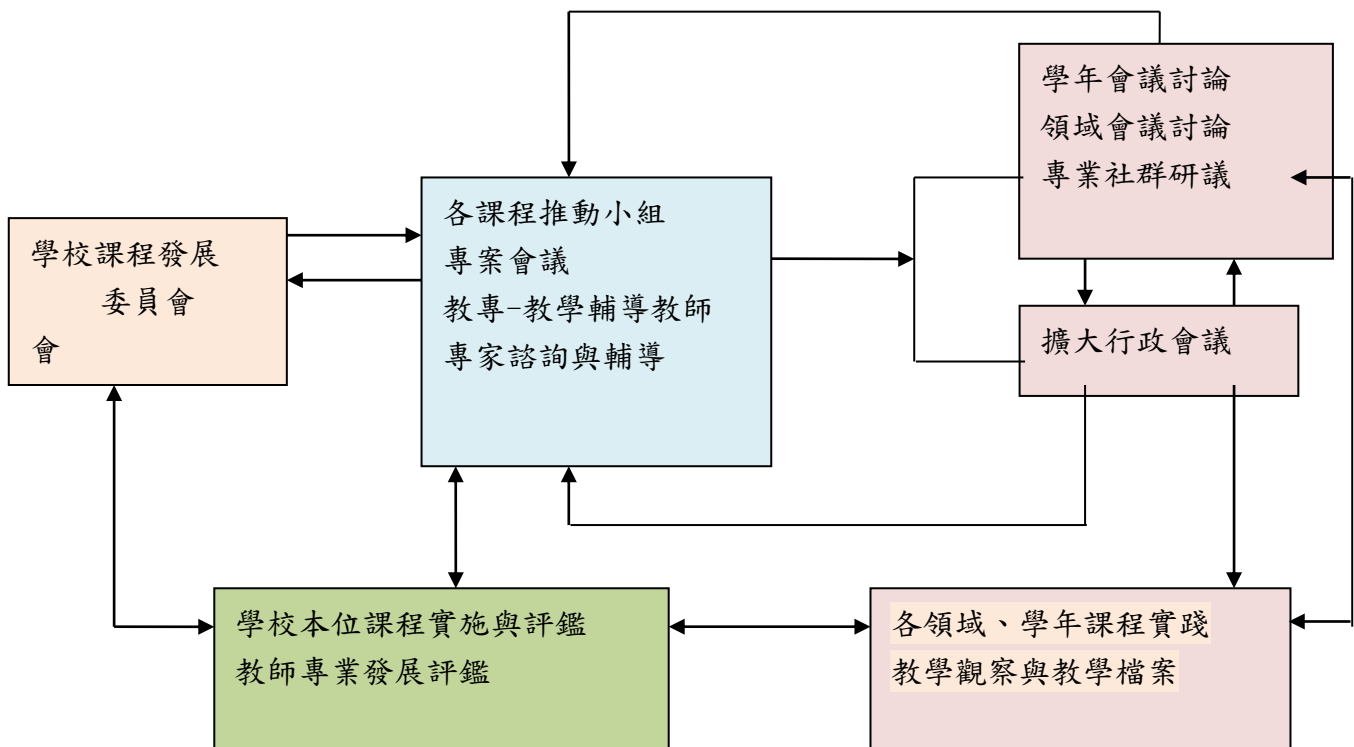 學年會議討論
領域會議討論
專業社群研議
各課程推動小組
專案會議
教專-教學輔導教師
專家諮詢與輔導
學校課程發展
委員會
會
擴大行政會議
學校本位課程實施與評鑑
教師專業發展評鑑
各領域、學年課程實踐
教學觀察與教學檔案